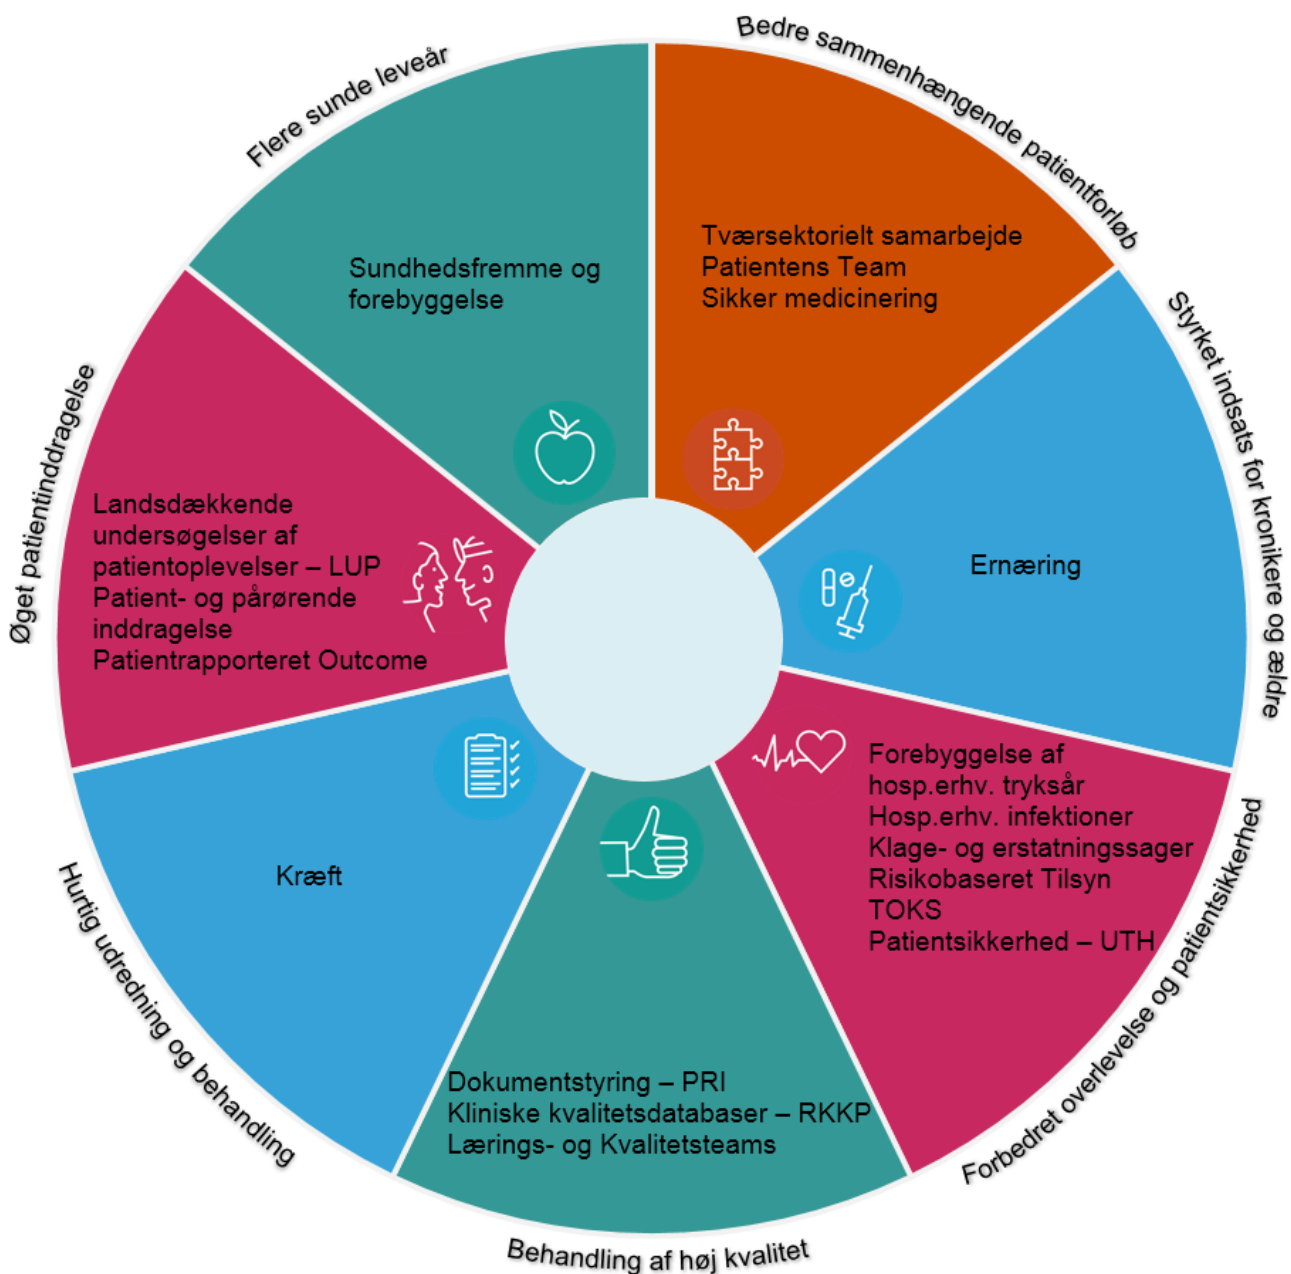 Bedre sammenhængende patientforløb
Tværsektorielt samarbejde
Patientens Team
Sikker medicinering
Styrket indsats for kronikere og ældre
Ernæring
Forbedret overlevelse og patientsikkerhed
Forebyggelse af
hosp.erhv. tryksår
Hosp.erhv. infektioner
Klage- og erstatningssager
Risikobaseret Tilsyn
TOKS
Patientsikkerhed – UTH
Behandling af høj kvalitet
Dokumentstyring – PRI
Kliniske kvalitetsdatabaser – RKKP
Lærings- og Kvalitetsteams
Hurtig udredning og behandling
Kræft
Øget patientinddragelse
Landsdækkende
undersøgelser af
patientoplevelser – LUP
Patient- og pårørende
inddragelse
Patientrapporteret Outcome
Flere sunde leveår
Sundhedsfremme og
forebyggelse